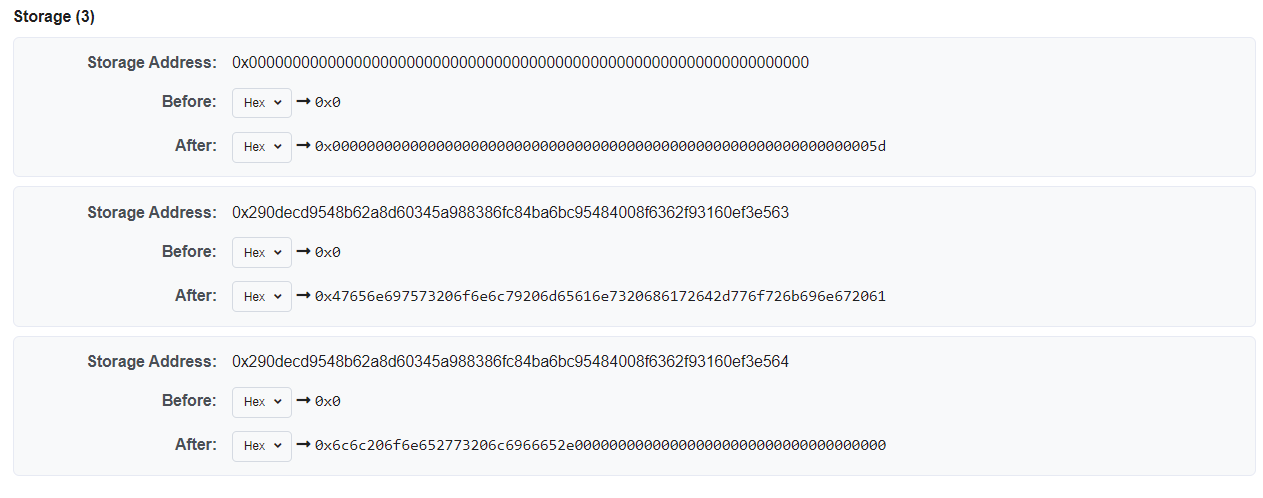 Storage (3)
Storage Address: 0x0000000000000000000000000000000000000000000000000000000000000000
Before: Hex ➞ 0x0
After: Hex ➞ 0x000000000000000000000000000000000000000000000000000000000000005d
Storage Address: 0x290decd9548b62a8d60345a988386fc84ba6bc95484008f6362f93160ef3e563
Before: Hex ➞ 0x0
After: Hex ➞ 0x47656e697573206f6e6c79206d65616e7320686172642d776f726b696e672061
Storage Address: 0x290decd9548b62a8d60345a988386fc84ba6bc95484008f6362f93160ef3e564
Before: Hex ➞ 0x0
After: Hex ➞ 0x6c6c206f6e652773206c6966652e000000000000000000000000000000000000